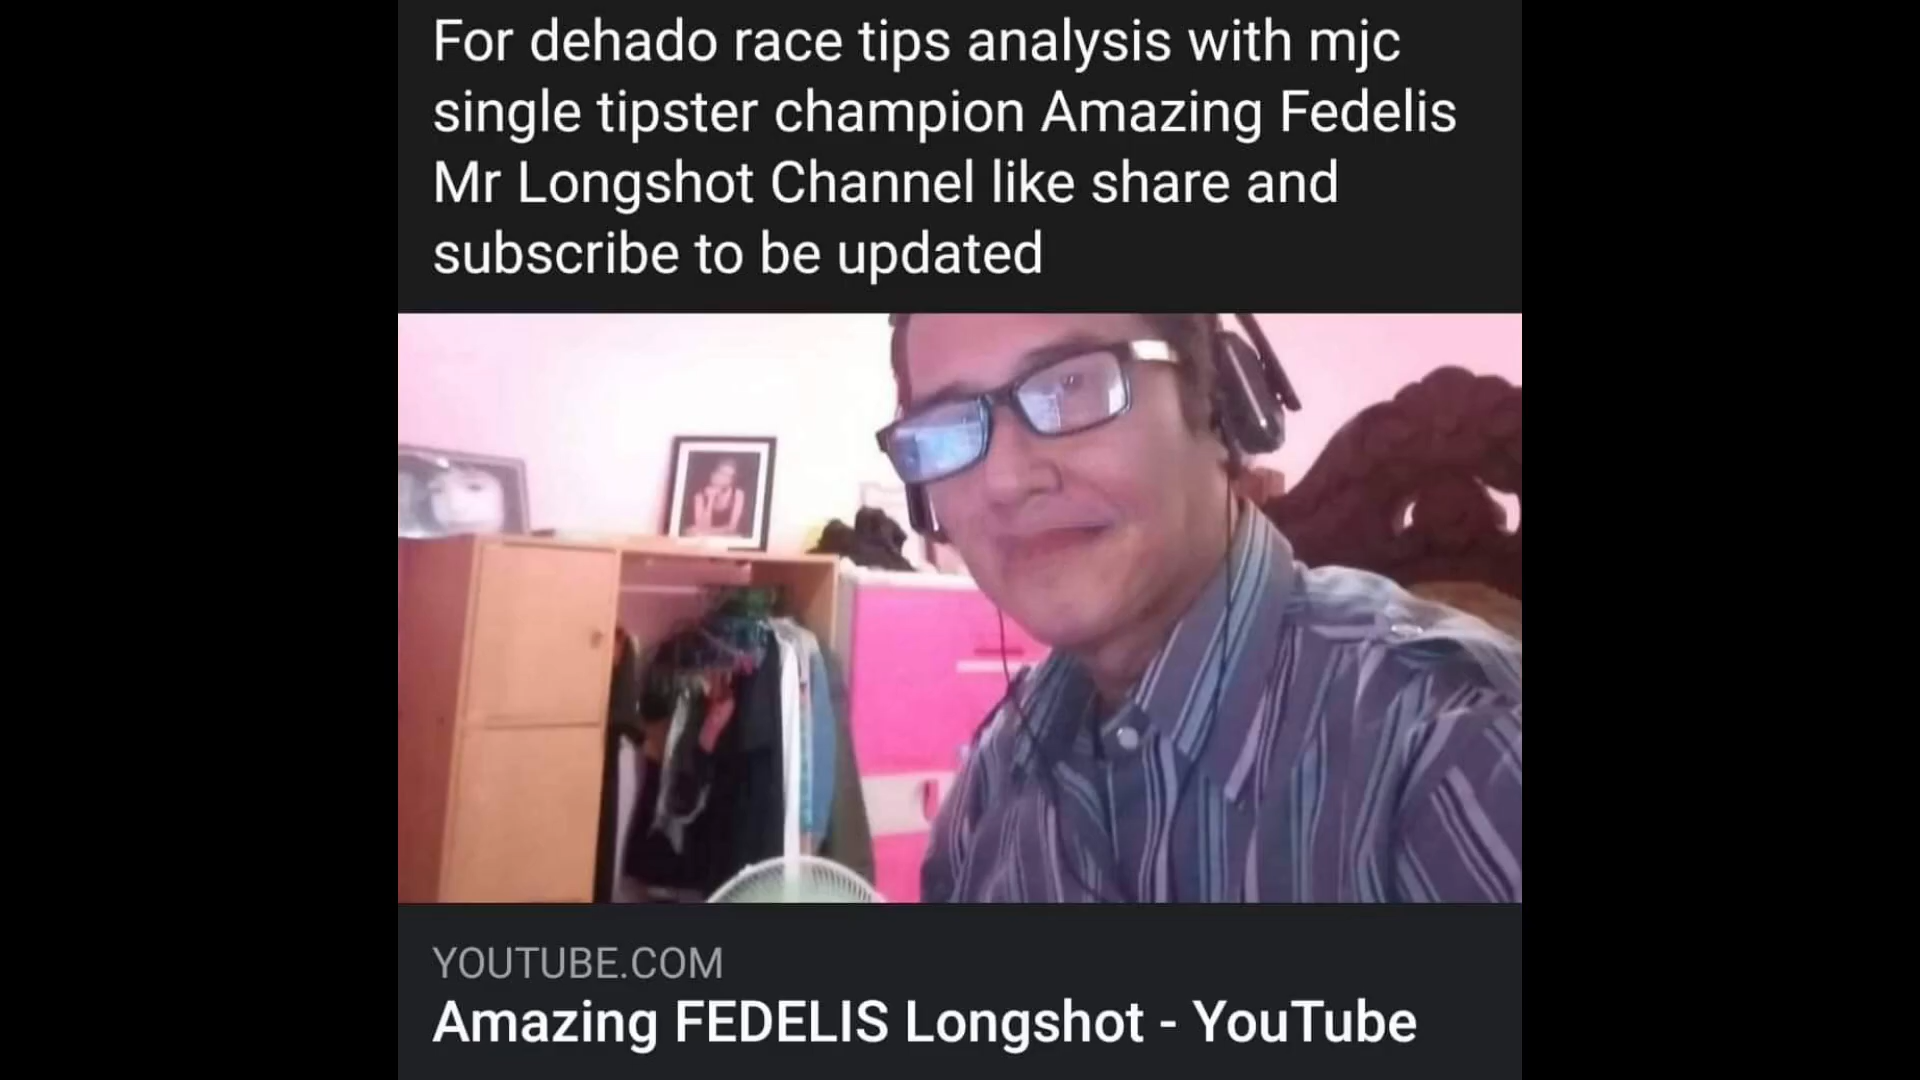 For dehado race tips analysis with mjc
single tipster champion Amazing Fedelis
Mr Longshot Channel like share and
subscribe to be updated
YOUTUBE.COM
Amazing FEDELIS Longshot - YouTube